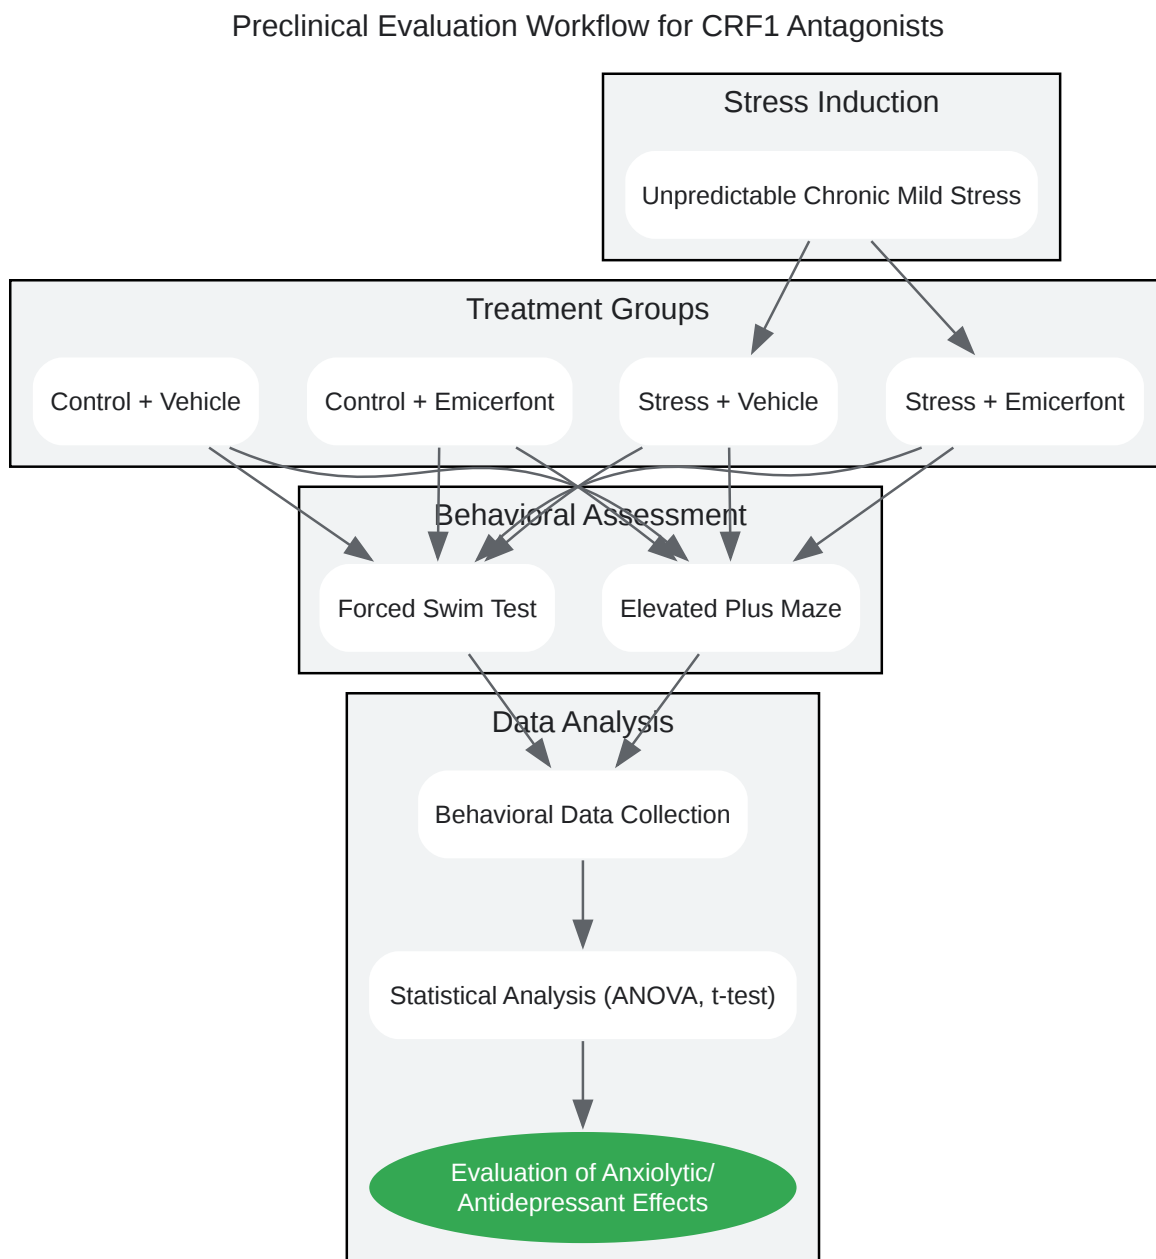 Preclinical Evaluation Workflow for CRF1 Antagonists
Stress Induction
Unpredictable Chronic Mild Stress
Treatment Groups
Control + Vehicle
Control + Emicerfont
Stress + Vehicle
Stress + Emicerfont
Behavioral Assessment
Forced Swim Test
Elevated Plus Maze
Data Analysis
Behavioral Data Collection
Statistical Analysis (ANOVA, t-test)
Evaluation of Anxiolytic/
Antidepressant Effects